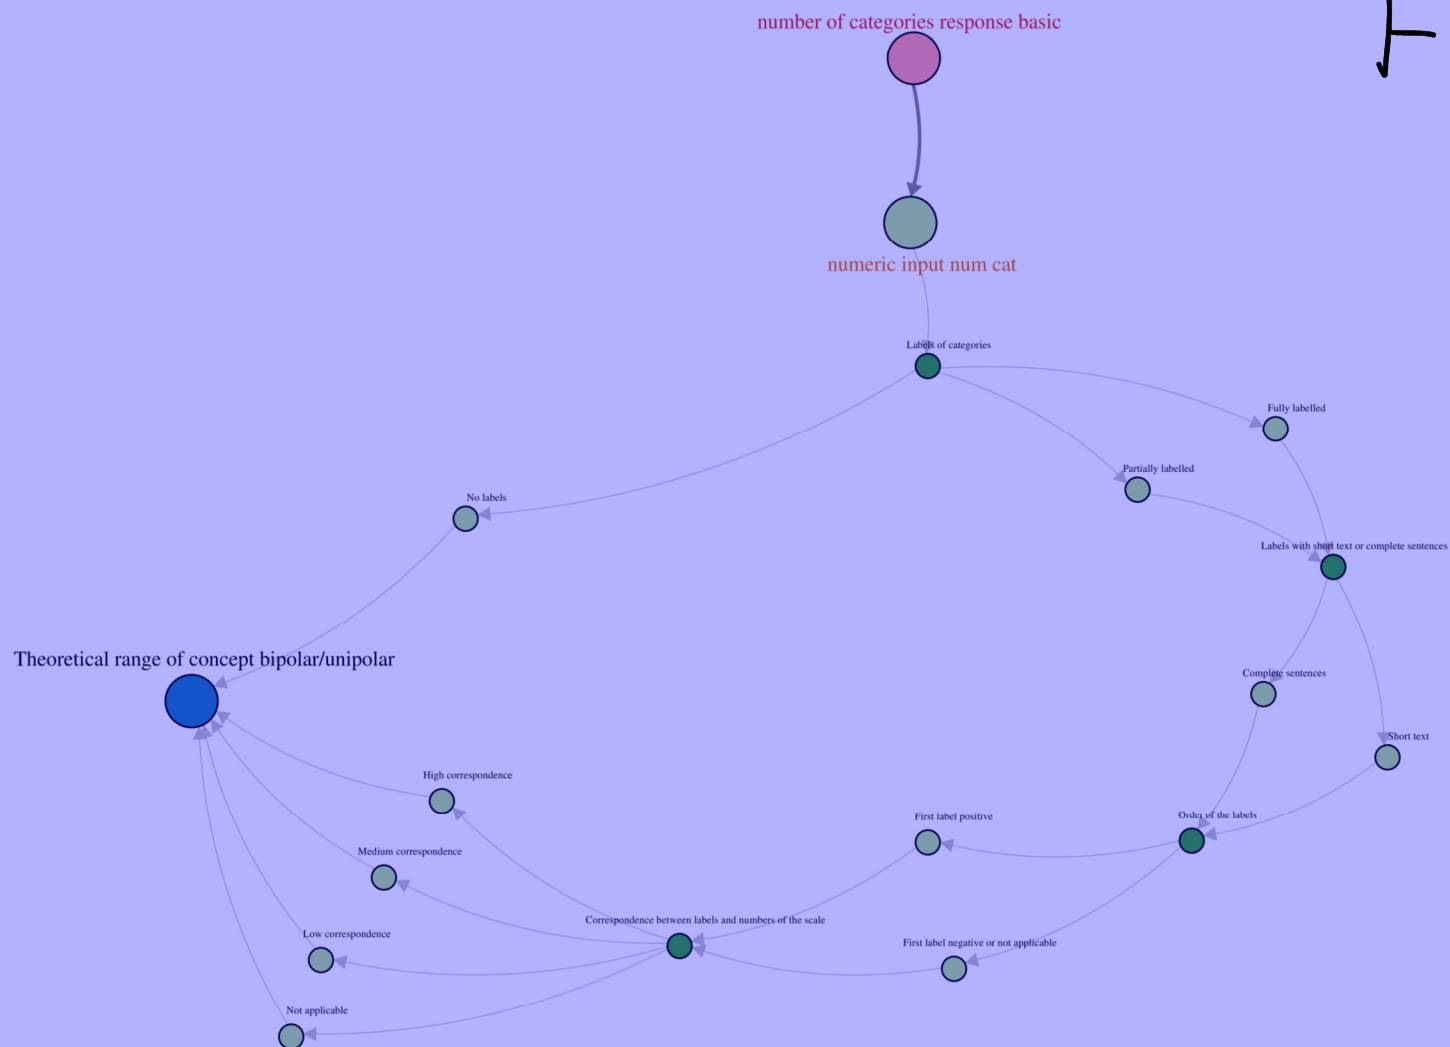 number of categories response basic
numeric input num cat
Labels of categories
Fully labelled
Partially labelled
No labels
Labels with short text or complete sentences
Theoretical range of concept bipolar/unipolar
Complete sentences
Short text
High correspondence
First label positive
Order of the labels
Medium correspondence
Correspondence between labels and numbers of the scale
Low correspondence
First label negative or not applicable
Not applicable